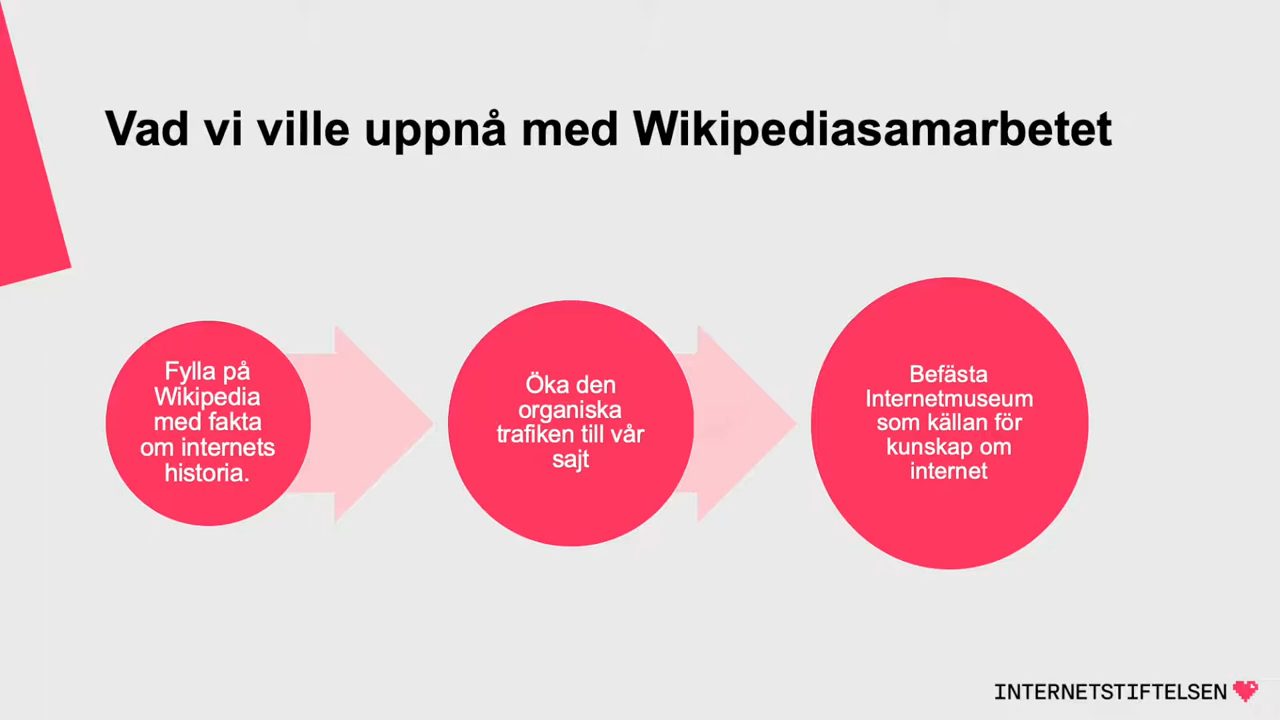 Vad vi ville uppnå med Wikipediasamarbetet
Fylla på
Wikipedia
med fakta
om internets
historia.
Öka den
organiska
trafiken till vår
sajt
Befästa
Internetmuseum
som källan för
kunskap om
internet
INTERNETSTIFTELSEN